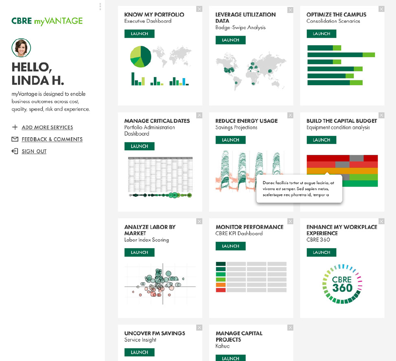 CBRE myVANTAGE
HELLO,
LINDA H.
myVantage is designed to enable
business outcomes across cost,
quality, speed, risk and experience.
ADD MORE SERVICES
FEEDBACK & COMMENTS
SIGN OUT
KNOW MY PORTFOLIO
Executive Dashboard
LAUNCH
LEVERAGE UTILIZATION
DATA
Badge Swipe Analysis
LAUNCH
OPTIMIZE THE CAMPUS
Consolidation Scenarios
LAUNCH
MANAGE CRITICAL DATES
Portfolio Administration
Dashboard
LAUNCH
REDUCE ENERGY USAGE
Savings Projections
LAUNCH
BUILD THE CAPITAL BUDGET
Equipment condition analysis
LAUNCH
Donec facilisis tortor ut augue lacinia, at
viverra est semper. Sed sapien metus,
scelerisque nec pharetra id, tempor a
ANALYZE LABOR BY
MARKET
Labor Index Scoring
LAUNCH
MONITOR PERFORMANCE
CBRE KPI Dashboard
LAUNCH
ENHANCE MY WORKPLACE
EXPERIENCE
CBRE 360
LAUNCH
CBRE
360
UNCOVER FM SAVINGS
Service Insight
LAUNCH
MANAGE CAPITAL
PROJECTS
Kahua
LAUNCH